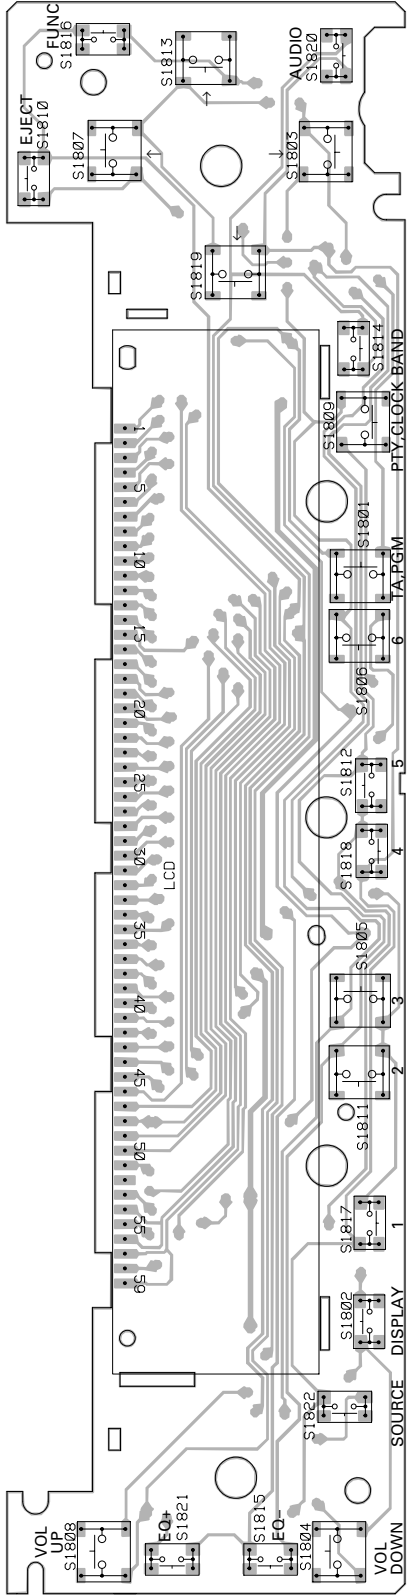 FUNC
S1816
S1813
AUDIO
S1820
EJECT
S1810
S1807
S1803
S1819
S1814
PTY,CLOCK BAND
S1809
1
5
10
15
20
25
30
35
40
45
50
55
59
LCD
S1801
TA,PGM
S1806
6
S1812
5
S1818
4
S1805
3
2
S1811
S1817
1
S1802
DISPLAY
S1822
SOURCE
VOL
UP
S1808
EQ+
S1821
S1815
EQ-
S1804
VOL
DOWN